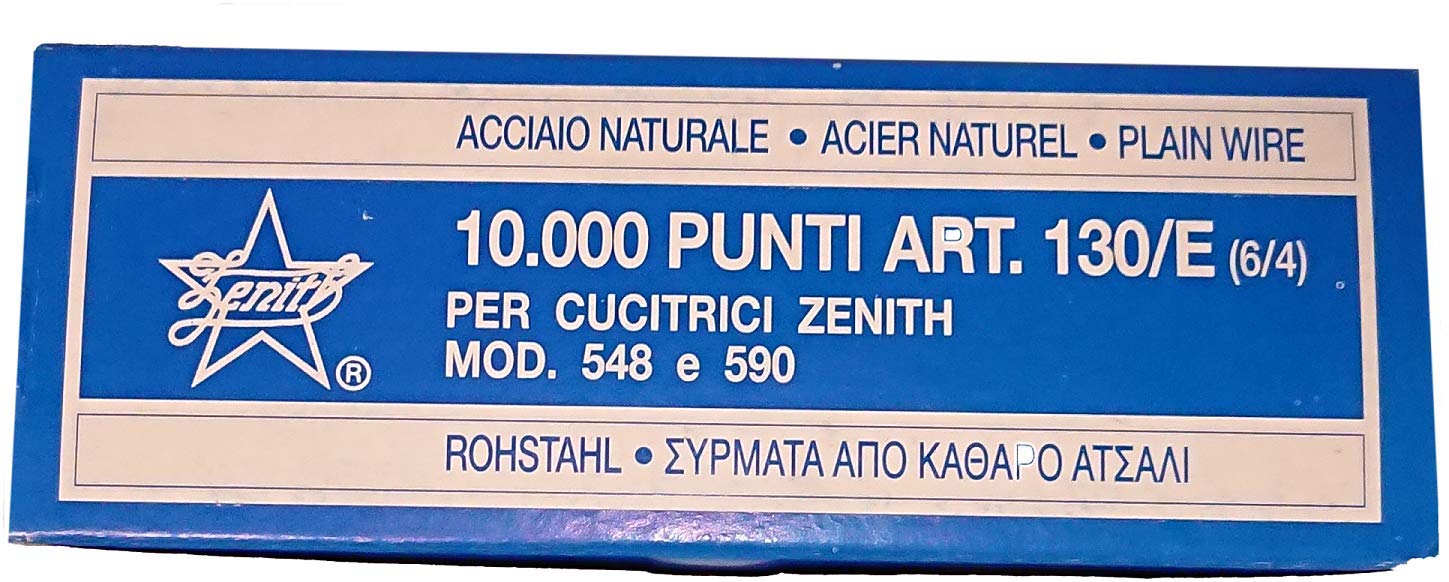 ACCIAIO NATURALE • ACIER NATUREL • PLAIN WIRE
Zenith
®
10.000 PUNTI ART. 130/E (6/4)
PER CUCITRICI ZENITH
MOD. 548 e 590
ROHSTAHL • ΣΥΡΜΑΤΑ ΑΠΟ ΚΑΘΑΡΟ ΑΤΣΑΛΙ